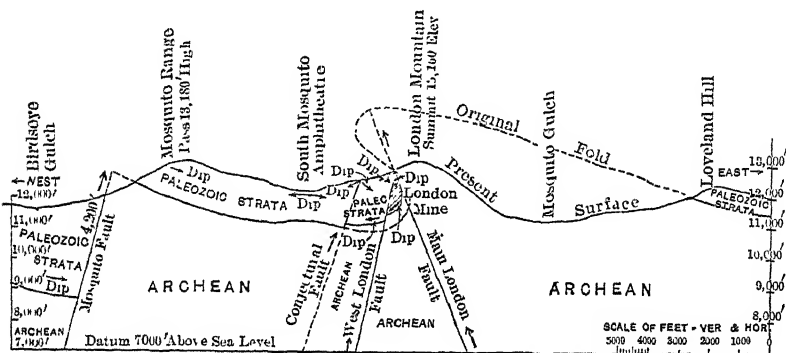 Birdseye
Gulch
Mosquito Range
Pass 13,180' High
South Mosquito
Amphitheatre
London Mountain
Summit 13,100 Elev
Original
Fold
Mosquito Gulch
Loveland Hill
← WEST
12,000'
11,000'
PALEOZOIC
10,000'
STRATA
9,000'
Dip
8,000'
ARCHEAN
7,000'
4,200'
Mosquito Fault
Dip
PALEOZOIC STRATA
Dip
Dip
Dip
Dip
PALEO
STRATA
London
Mine
Dip
Dip
Present
Surface
EAST →
PALEOZOIC
STRATA
13,000'
12,000'
11,000'
10,000'
9,000'
8,000'
ARCHEAN
Conjectural
Fault
ARCHEAN
West London
Fault
ARCHEAN
Main London
Fault
ARCHEAN
Datum 7000' Above Sea Level
SCALE OF FEET - VER & HOR
5000 4000 3000 2000 1000 0